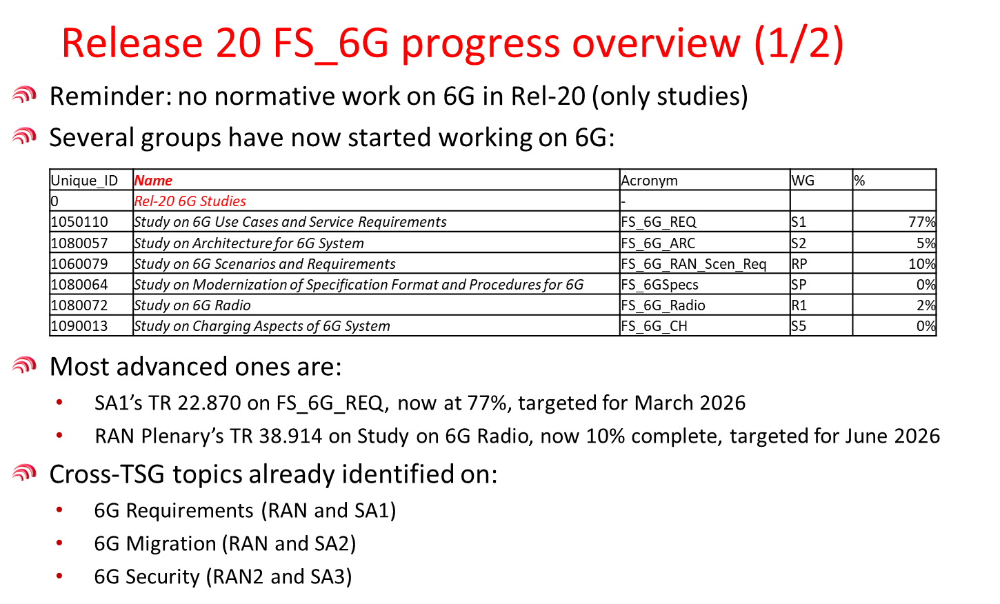 Release 20 FS_6G progress overview (1/2)
Reminder: no normative work on 6G in Rel-20 (only studies)
Several groups have now started working on 6G:
Unique_ID Name Acronym WG %
0 Rel-20 6G Studies -
1050110 Study on 6G Use Cases and Service Requirements FS_6G_REQ S1 77%
1080057 Study on Architecture for 6G System FS_6G_ARC S2 5%
1060079 Study on 6G Scenarios and Requirements FS_6G_RAN_Scen_Req RP 10%
1080064 Study on Modernization of Specification Format and Procedures for 6G FS_6GSpecs SP 0%
1080072 Study on 6G Radio FS_6G_Radio R1 2%
1090013 Study on Charging Aspects of 6G System FS_6G_CH S5 0%
Most advanced ones are:
• SA1’s TR 22.870 on FS_6G_REQ, now at 77%, targeted for March 2026
• RAN Plenary’s TR 38.914 on Study on 6G Radio, now 10% complete, targeted for June 2026
Cross-TSG topics already identified on:
• 6G Requirements (RAN and SA1)
• 6G Migration (RAN and SA2)
• 6G Security (RAN2 and SA3)